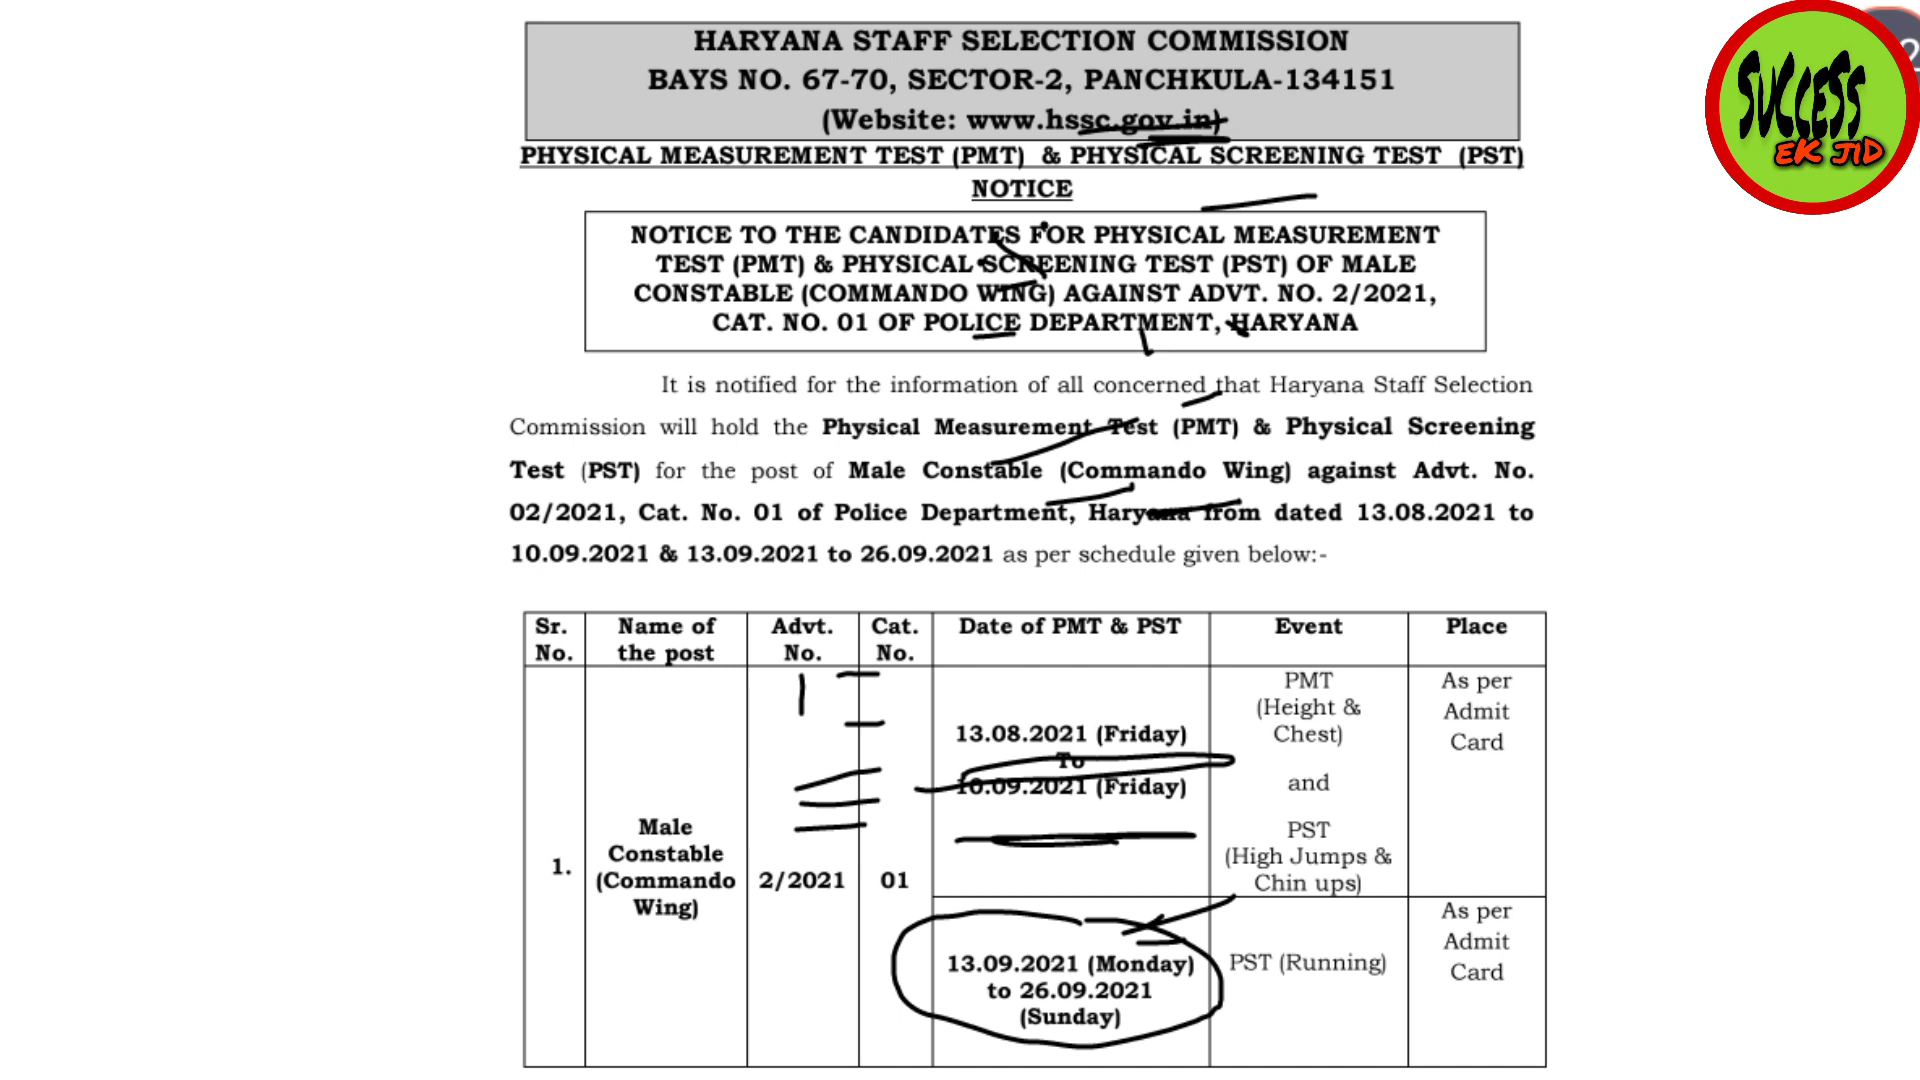 HARYANA STAFF SELECTION COMMISSION
BAYS NO. 67-70, SECTOR-2, PANCHKULA-134151
(Website: www.hssc.gov.in)
PHYSICAL MEASUREMENT TEST (PMT) & PHYSICAL SCREENING TEST (PST)
NOTICE
NOTICE TO THE CANDIDATES FOR PHYSICAL MEASUREMENT
TEST (PMT) & PHYSICAL SCREENING TEST (PST) OF MALE
CONSTABLE (COMMANDO WING) AGAINST ADVT. NO. 2/2021,
CAT. NO. 01 OF POLICE DEPARTMENT, HARYANA
It is notified for the information of all concerned that Haryana Staff Selection
Commission will hold the Physical Measurement Test (PMT) & Physical Screening
Test (PST) for the post of Male Constable (Commando Wing) against Advt. No.
02/2021, Cat. No. 01 of Police Department, Haryana from dated 13.08.2021 to
10.09.2021 & 13.09.2021 to 26.09.2021 as per schedule given below:-
Sr. No.
Name of the post
Advt. No.
Cat. No.
Date of PMT & PST
Event
Place
1.
Male
Constable
(Commando
Wing)
2/2021
01
13.08.2021 (Friday)
To
10.09.2021 (Friday)
PMT
(Height &
Chest)
and
PST
(High Jumps &
Chin ups)
As per
Admit
Card
13.09.2021 (Monday)
to 26.09.2021
(Sunday)
PST (Running)
As per
Admit
Card
SUCCESS
EK JID
2